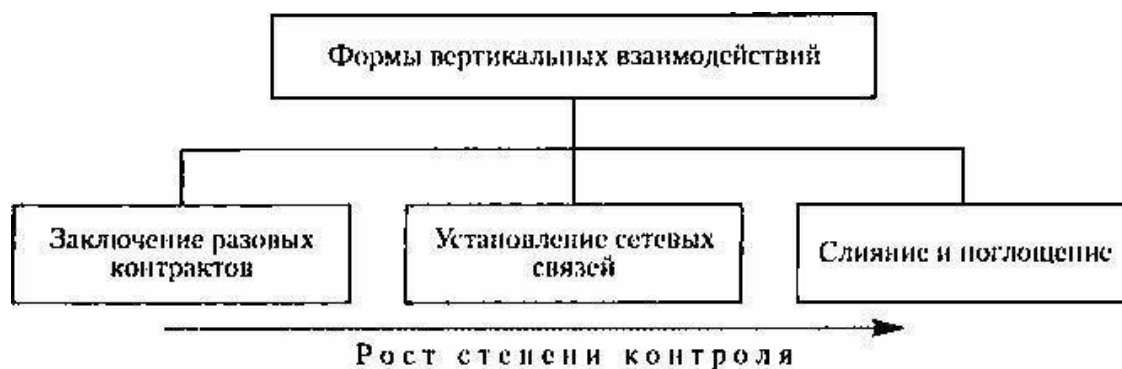 Формы вертикальных взаимодействий
Заключение разовых
контрактов
Установление сетевых
связей
Слияние и поглощение
Рост степени контроля